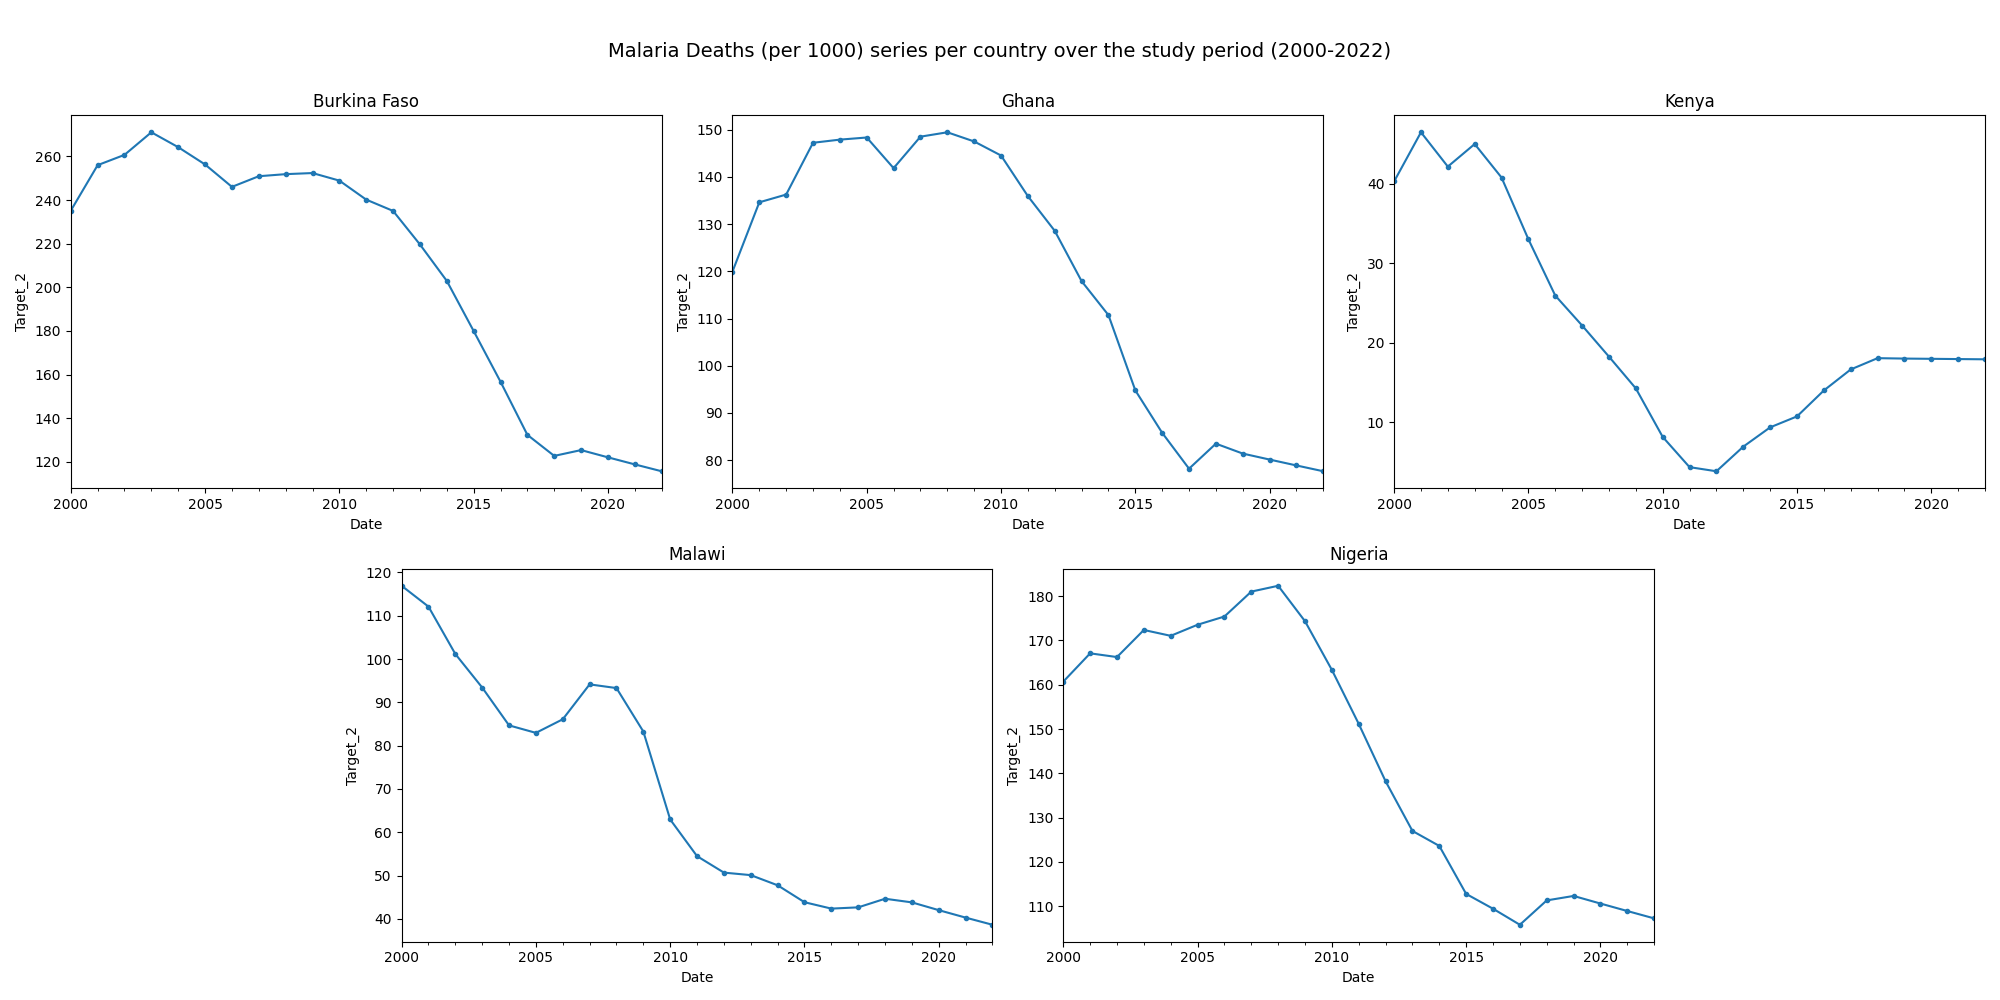 Malaria Deaths (per 1000) series per country over the study period (2000-2022)
Burkina Faso
260
240
220
200
180
160
140
120
Target_2
2000 2005 2010 2015 2020
Date
Ghana
150
140
130
120
110
100
90
80
Target_2
2000 2005 2010 2015 2020
Date
Kenya
40
30
20
10
Target_2
2000 2005 2010 2015 2020
Date
Malawi
120
110
100
90
80
70
60
50
40
Target_2
2000 2005 2010 2015 2020
Date
Nigeria
180
170
160
150
140
130
120
110
Target_2
2000 2005 2010 2015 2020
Date